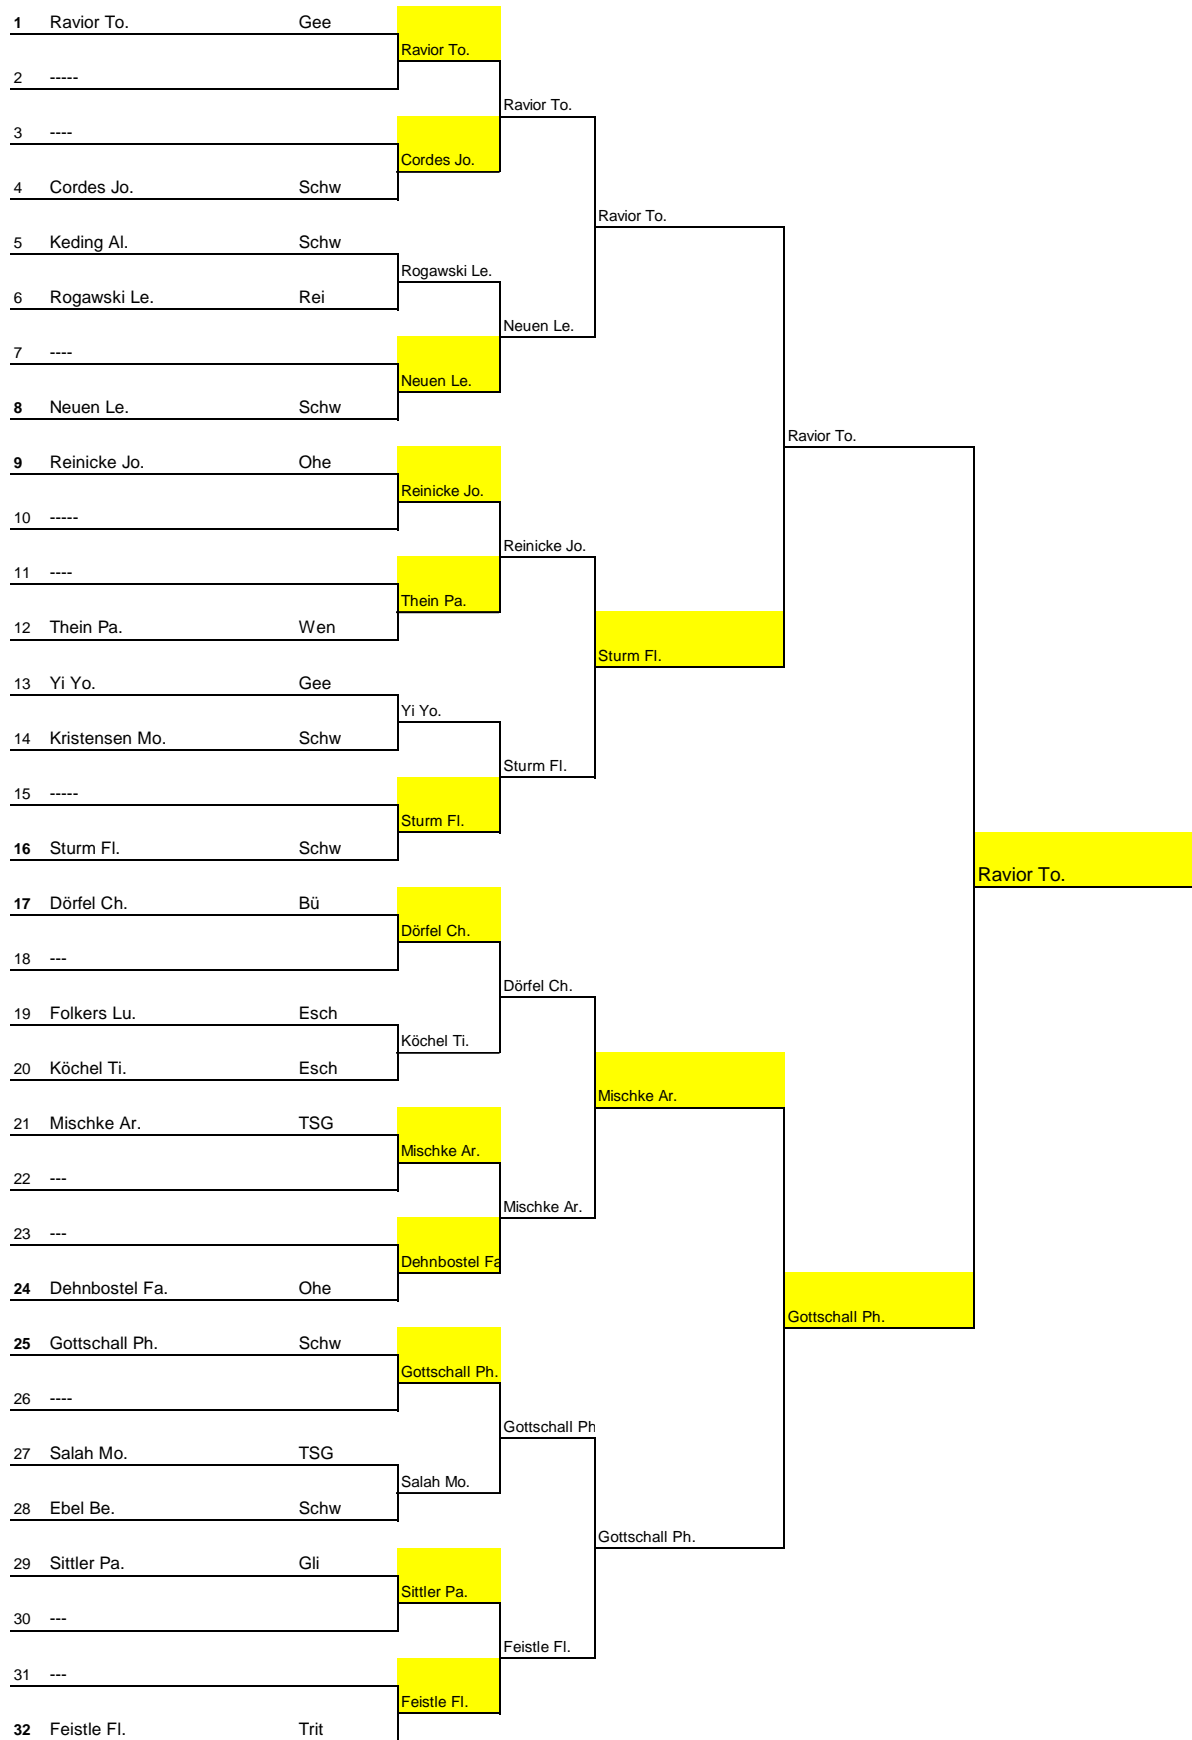 1 Ravior To. Gee
Ravior To.
2 -----
Ravior To.
3 ----
Cordes Jo.
4 Cordes Jo. Schw
Ravior To.
5 Keding Al. Schw
Rogawski Le.
6 Rogawski Le. Rei
Neuen Le.
7 ----
Neuen Le.
8 Neuen Le. Schw
Ravior To.
9 Reinicke Jo. Ohe
Reinicke Jo.
10 -----
Reinicke Jo.
11 ----
Thein Pa.
12 Thein Pa. Wen
Sturm Fl.
13 Yi Yo. Gee
Yi Yo.
14 Kristensen Mo. Schw
Sturm Fl.
15 -----
Sturm Fl.
16 Sturm Fl. Schw
Ravior To.
17 Dörfel Ch. Bü
Dörfel Ch.
18 ---
Dörfel Ch.
19 Folkers Lu. Esch
Köchel Ti.
20 Köchel Ti. Esch
Mischke Ar.
21 Mischke Ar. TSG
Mischke Ar.
22 ---
Mischke Ar.
23 ---
Dehnbostel Fa
24 Dehnbostel Fa. Ohe
Gottschall Ph.
25 Gottschall Ph. Schw
Gottschall Ph.
26 ----
Gottschall Ph
27 Salah Mo. TSG
Salah Mo.
28 Ebel Be. Schw
Gottschall Ph.
29 Sittler Pa. Gli
Sittler Pa.
30 ---
Feistle Fl.
31 ---
Feistle Fl.
32 Feistle Fl. Trit